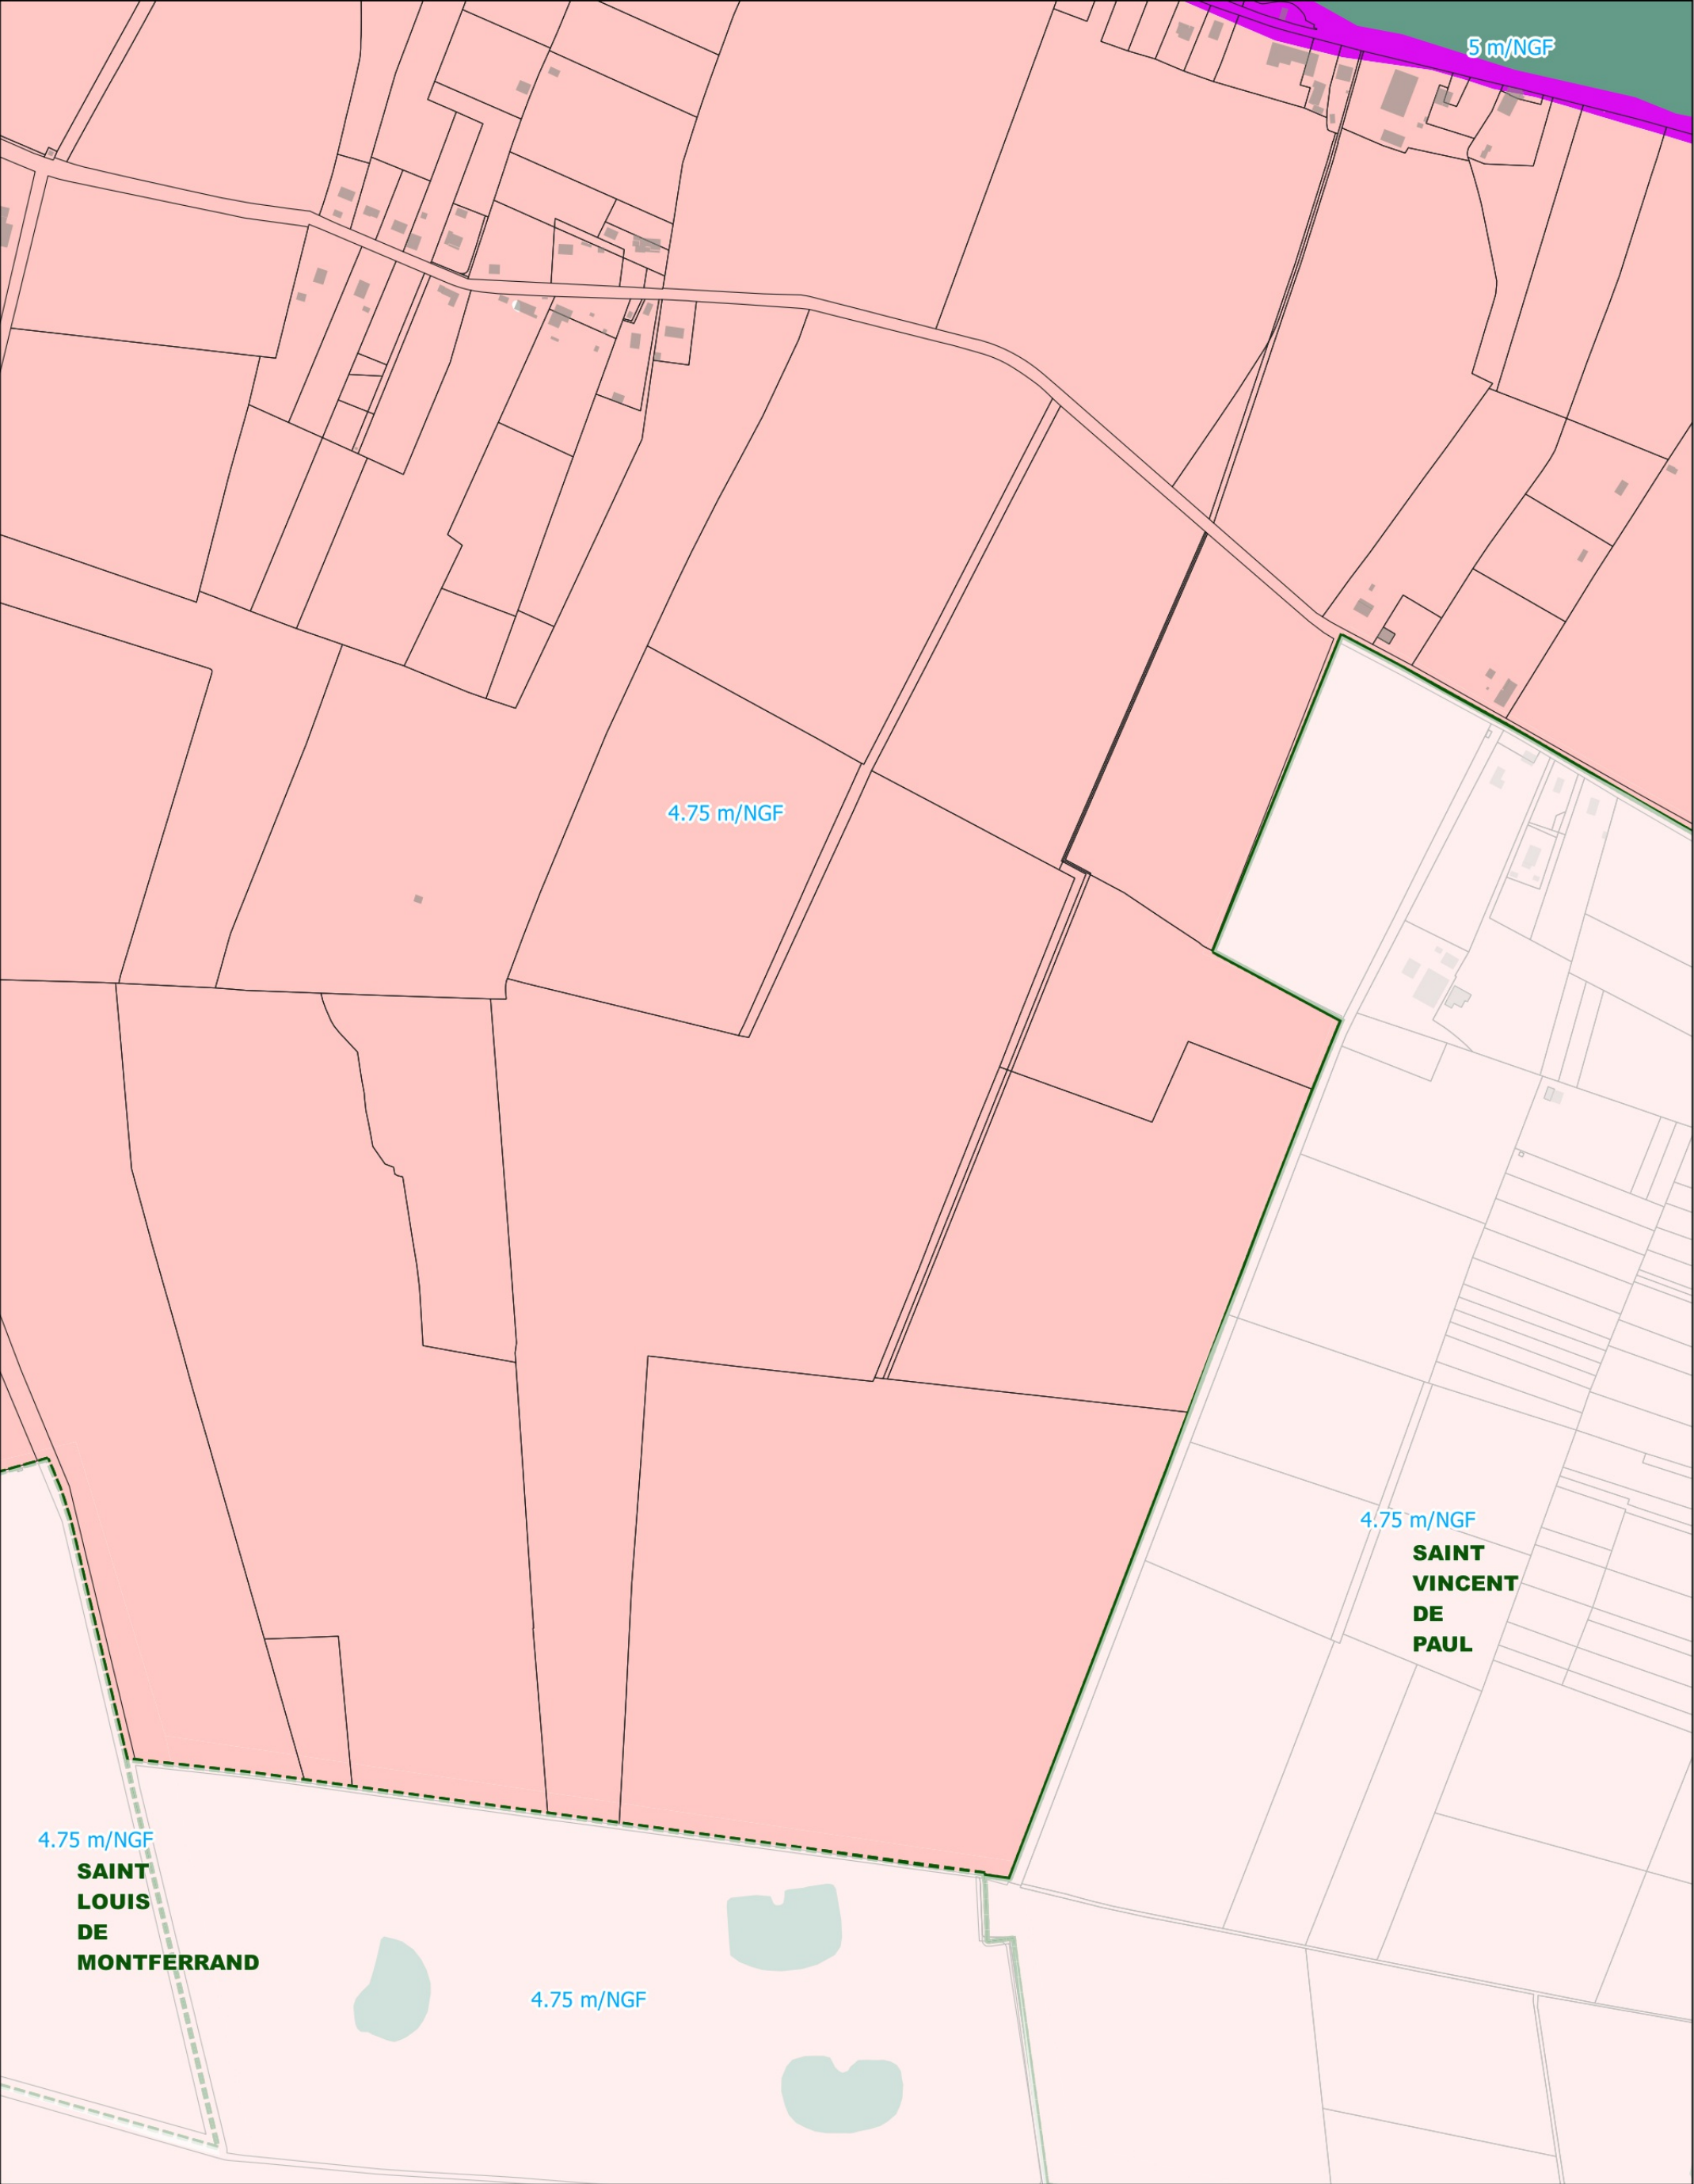 5 m/NGF
4.75 m/NGF
4.75 m/NGF
SAINT
VINCENT
DE
PAUL
4.75 m/NGF
SAINT
LOUIS
DE
MONTFERRAND
4.75 m/NGF